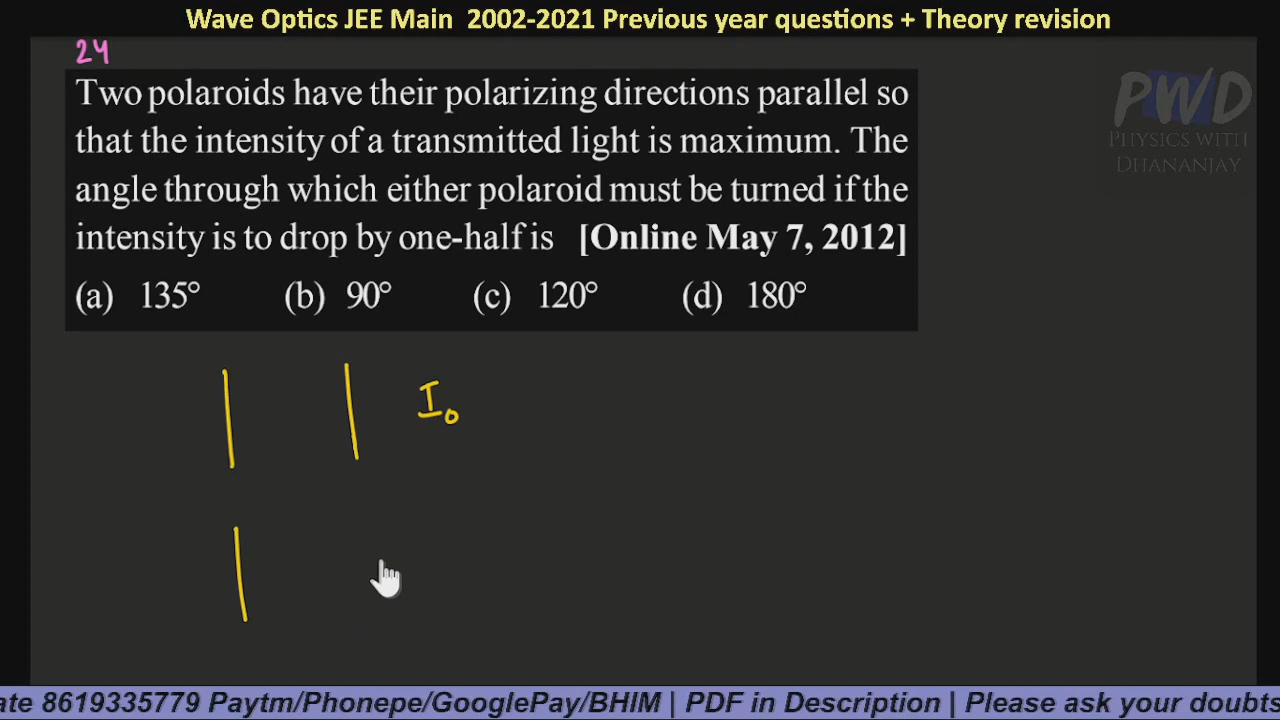 Wave Optics JEE Main 2002-2021 Previous year questions + Theory revision
24
Two polaroids have their polarizing directions parallel so
that the intensity of a transmitted light is maximum. The
angle through which either polaroid must be turned if the
intensity is to drop by one-half is [Online May 7, 2012]
(a) 135° (b) 90° (c) 120° (d) 180°
PWD
PHYSICS WITH
DHANANJAY
I₀
ate 8619335779 Paytm/Phonepe/GooglePay/BHIM | PDF in Description | Please ask your doubts